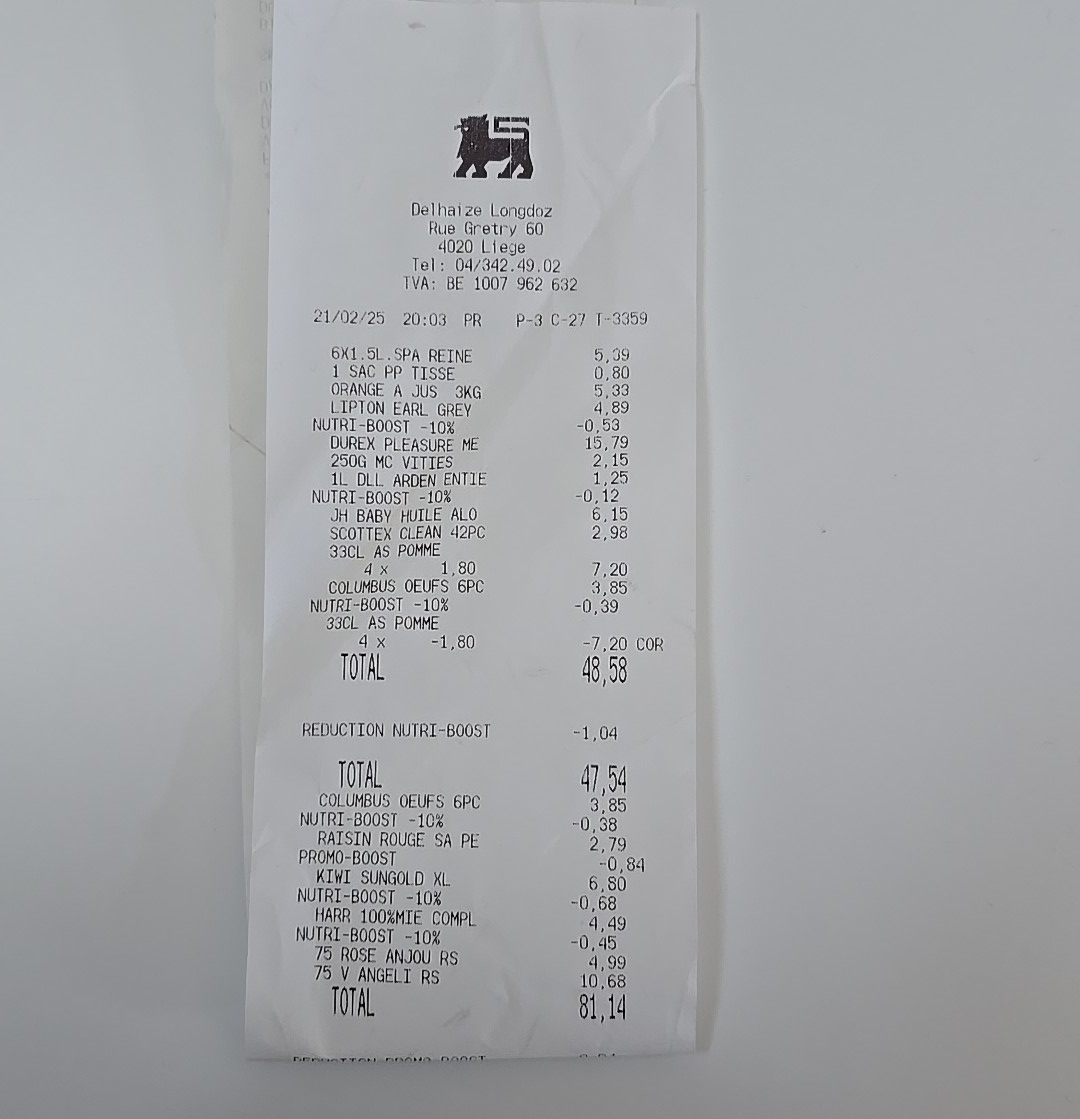 Delhaize Longdoz
Rue Gretry 60
4020 Liege
Tel: 04/342.49.02
TVA: BE 1007 962 632
21/02/25 20:03 PR P-3 C-27 T-3359
6X1.5L.SPA REINE 5,39
1 SAC PP TISSE 0,80
ORANGE A JUS 3KG 5,33
LIPTON EARL GREY 4,89
NUTRI-BOOST -10% -0,53
DUREX PLEASURE ME 15,79
250G MC VITIES 2,15
1L DLL ARDEN ENTIE 1,25
NUTRI-BOOST -10% -0,12
JH BABY HUILE ALO 6,15
SCOTTEX CLEAN 42PC 2,98
33CL AS POMME
4 x 1,80 7,20
COLUMBUS OEUFS 6PC 3,85
NUTRI-BOOST -10% -0,39
33CL AS POMME
4 x -1,80 -7,20 COR
TOTAL 48,58
REDUCTION NUTRI-BOOST -1,04
TOTAL 47,54
COLUMBUS OEUFS 6PC 3,85
NUTRI-BOOST -10% -0,38
RAISIN ROUGE SA PE 2,79
PROMO-BOOST -0,84
KIWI SUNGOLD XL 6,80
NUTRI-BOOST -10% -0,68
HARR 100%MIE COMPL 4,49
NUTRI-BOOST -10% -0,45
75 ROSE ANJOU RS 4,99
75 V ANGELI RS 10,68
TOTAL 81,14